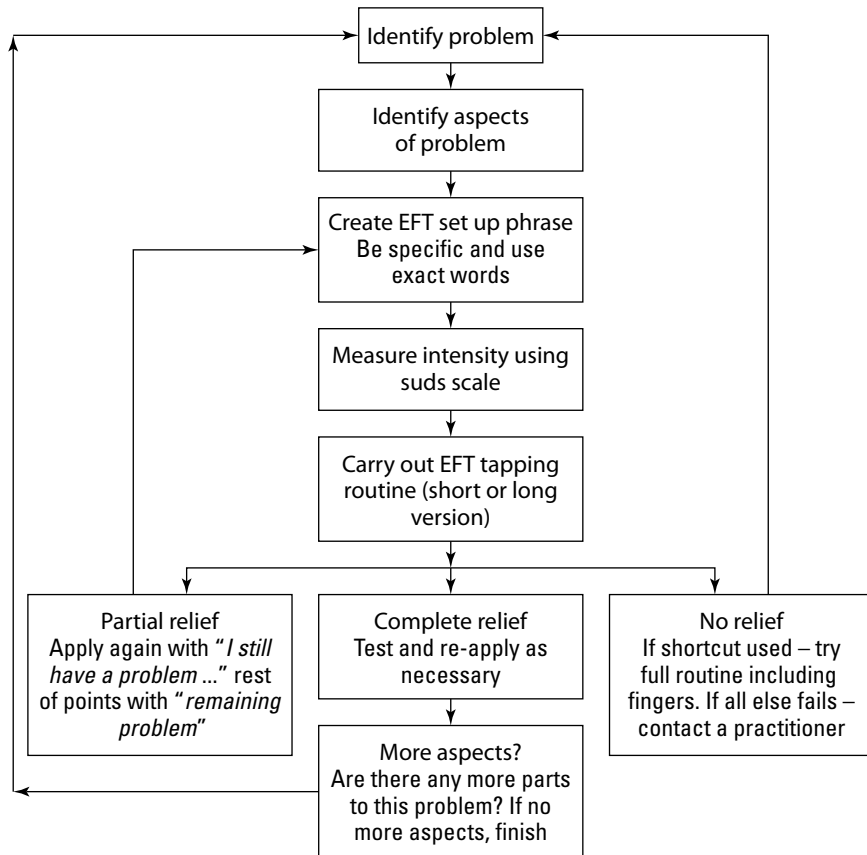 Identify problem
Identify aspects
of problem
Create EFT set up phrase
Be specific and use
exact words
Measure intensity using
suds scale
Carry out EFT tapping
routine (short or long
version)
Partial relief
Apply again with “I still
have a problem ...” rest
of points with “remaining
problem”
Complete relief
Test and re-apply as
necessary
No relief
If shortcut used – try
full routine including
fingers. If all else fails –
contact a practitioner
More aspects?
Are there any more parts
to this problem? If no
more aspects, finish